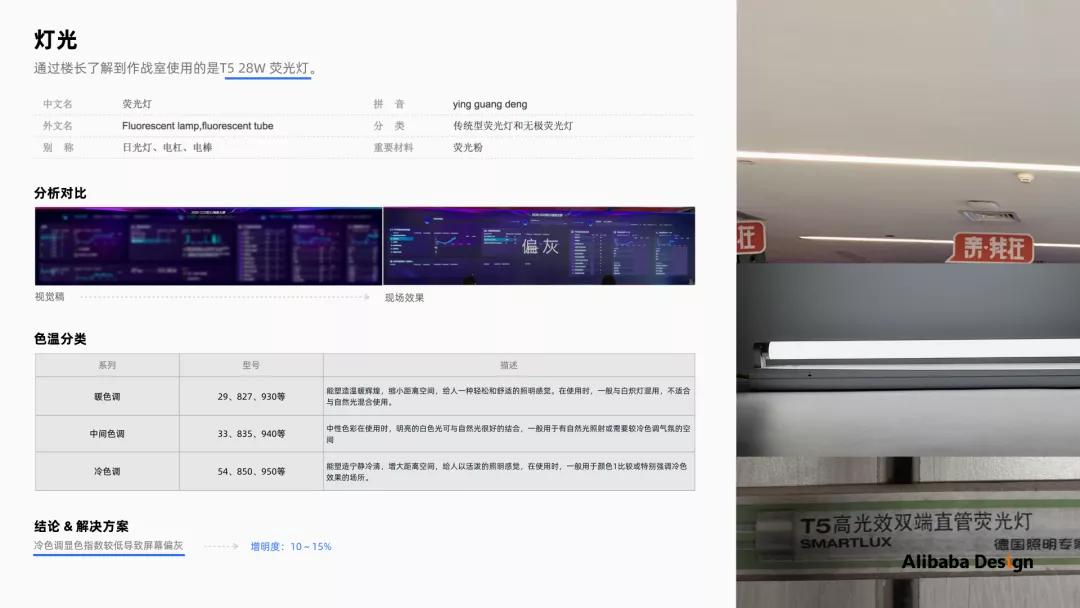 灯光
通过楼长了解到作战室使用的是T5 28W 荧光灯。
中文名 荧光灯 拼 音 ying guang deng
外文名 Fluorescent lamp,fluorescent tube 分 类 传统型荧光灯和无极荧光灯
别 称 日光灯、电杠、电棒 重要材料 荧光粉
分析对比
偏灰
视觉稿 现场效果
色温分类
系列 型号 描述
暖色调 29、827、930等 能塑造温暖辉煌，缩小距离空间，给人一种轻松和舒适的照明感觉。在使用时，一般与白炽灯混用，不适合
与自然光混合使用。
中间色调 33、835、940等 中性色彩在使用时，明亮的白色光可与自然光很好的结合，一般用于有自然光照射或需要较冷色调气氛的空
间
冷色调 54、850、950等 能塑造宁静冷清，增大距离空间，给人以活泼的照明感觉，在使用时，一般用于颜色1比较或特别强调冷色
效果的场所。
结论 & 解决方案
冷色调显色指数较低导致屏幕偏灰 增明度：10 ~ 15%
T5高光效双端直管荧光灯
SMARTLUX 德国照明专家
Alibaba Design